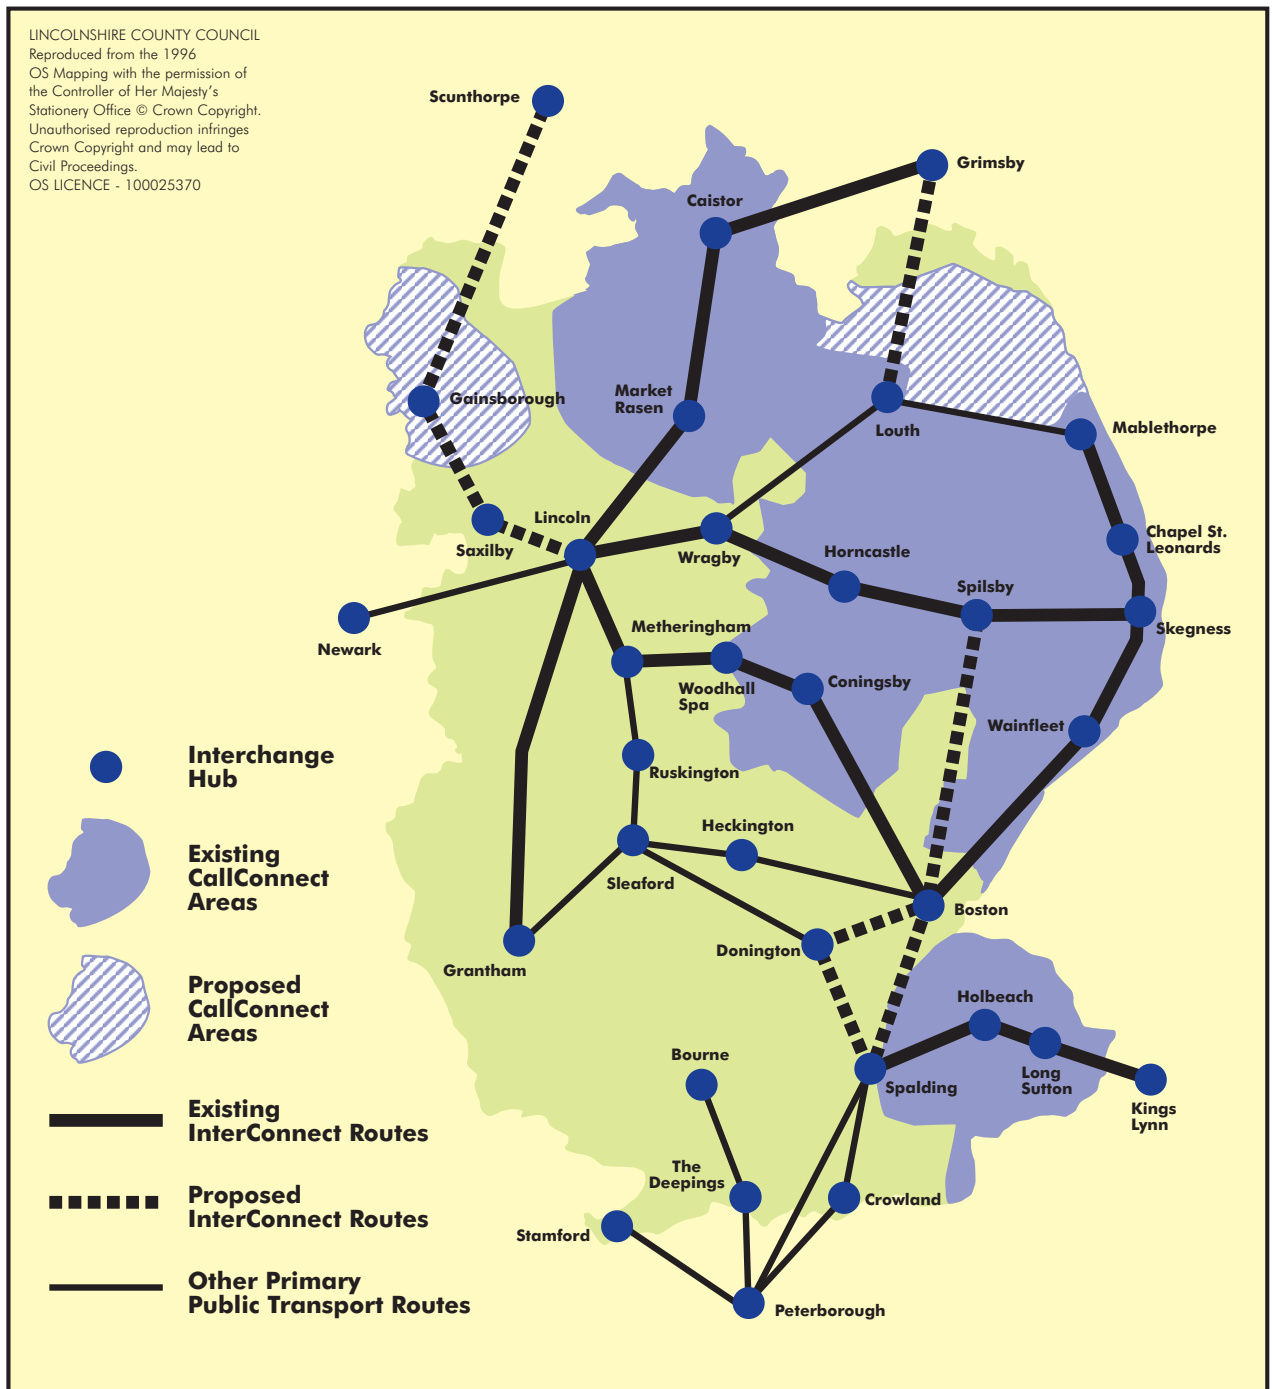 LINCOLNSHIRE COUNTY COUNCIL
Reproduced from the 1996
OS Mapping with the permission of
the Controller of Her Majesty's
Stationery Office © Crown Copyright.
Unauthorised reproduction infringes
Crown Copyright and may lead to
Civil Proceedings.
OS LICENCE - 100025370
Scunthorpe
Grimsby
Caistor
Market
Rasen
Gainsborough
Louth
Mablethorpe
Lincoln
Saxilby
Wragby
Horncastle
Chapel St.
Leonards
Spilsby
Skegness
Newark
Metheringham
Woodhall
Spa
Coningsby
Wainfleet
Ruskington
Heckington
Sleaford
Boston
Donington
Grantham
Holbeach
Bourne
Spalding
Long
Sutton
Kings
Lynn
The
Deepings
Crowland
Stamford
Peterborough
Interchange
Hub
Existing
CallConnect
Areas
Proposed
CallConnect
Areas
Existing
InterConnect Routes
Proposed
InterConnect Routes
Other Primary
Public Transport Routes